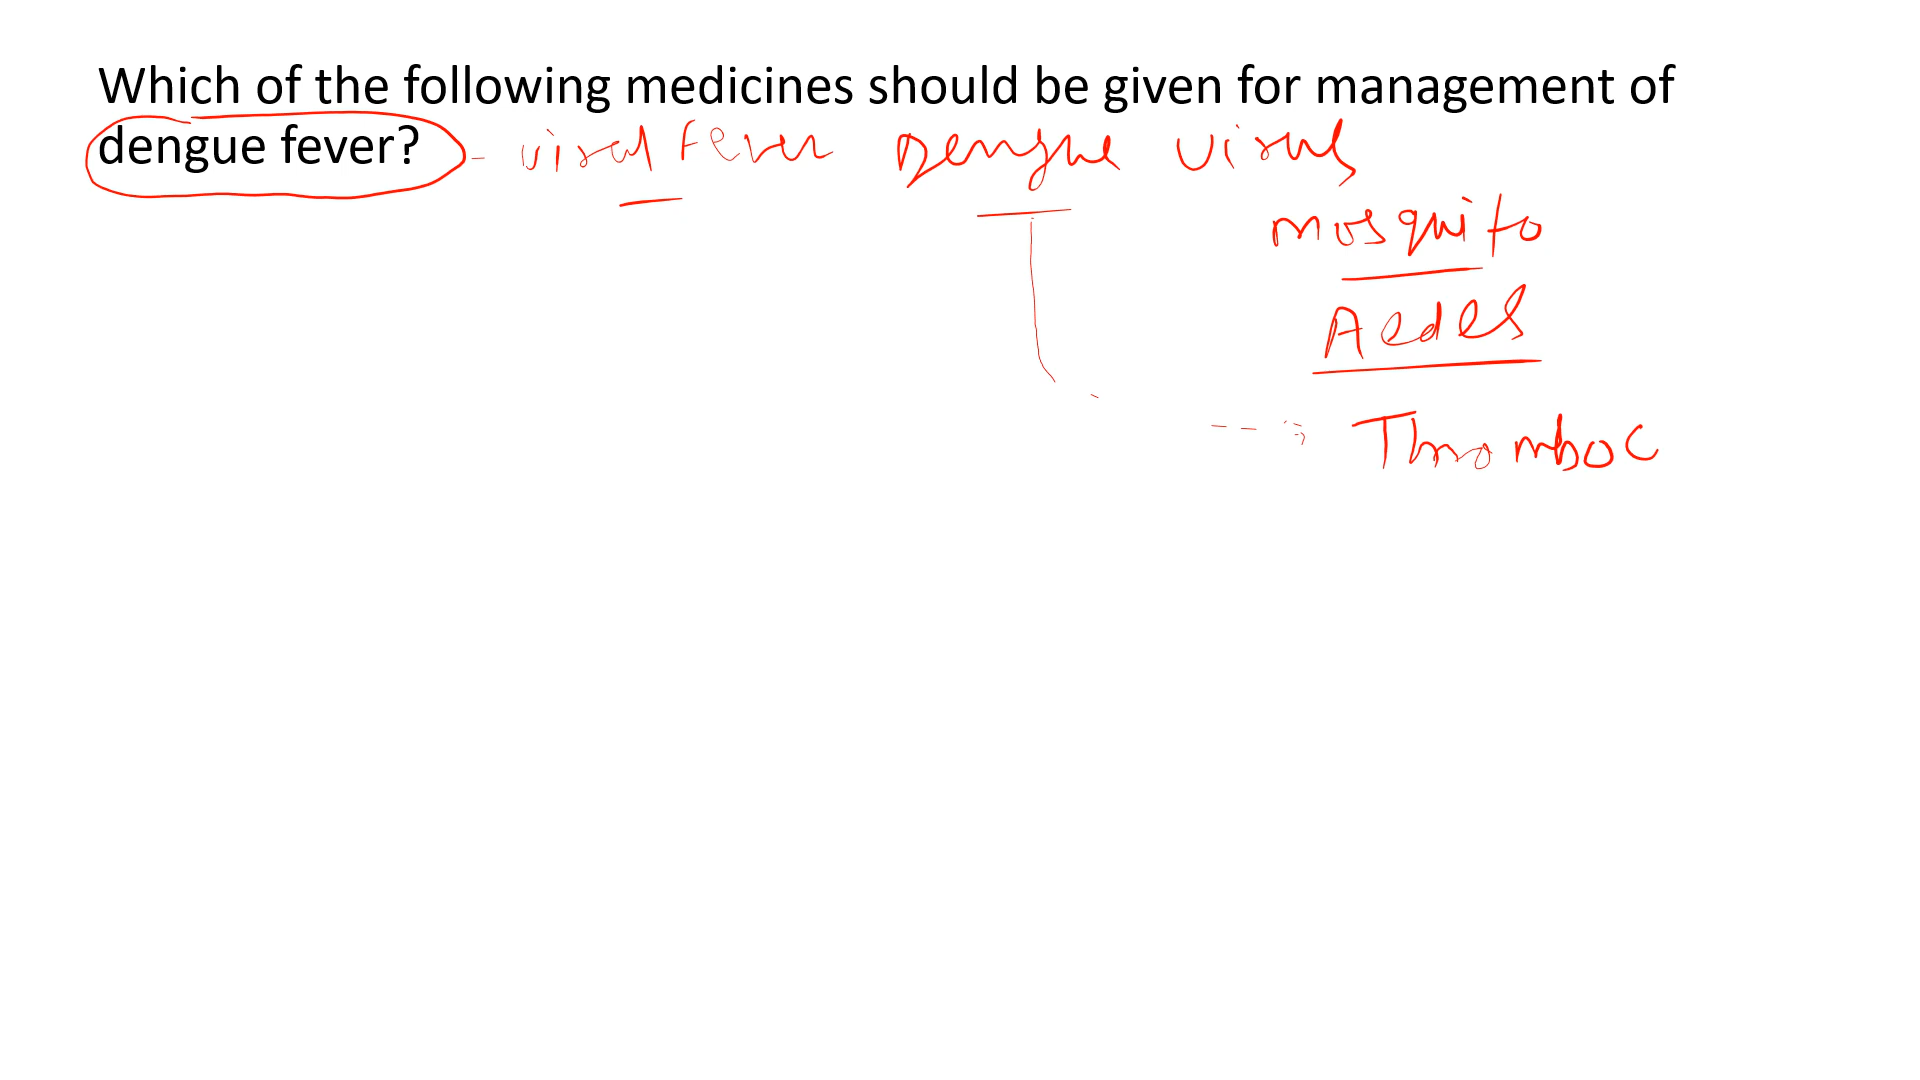 Which of the following medicines should be given for management of
dengue fever? - viral Fever Dengue virus
mosquito
Aedes
Thromboc